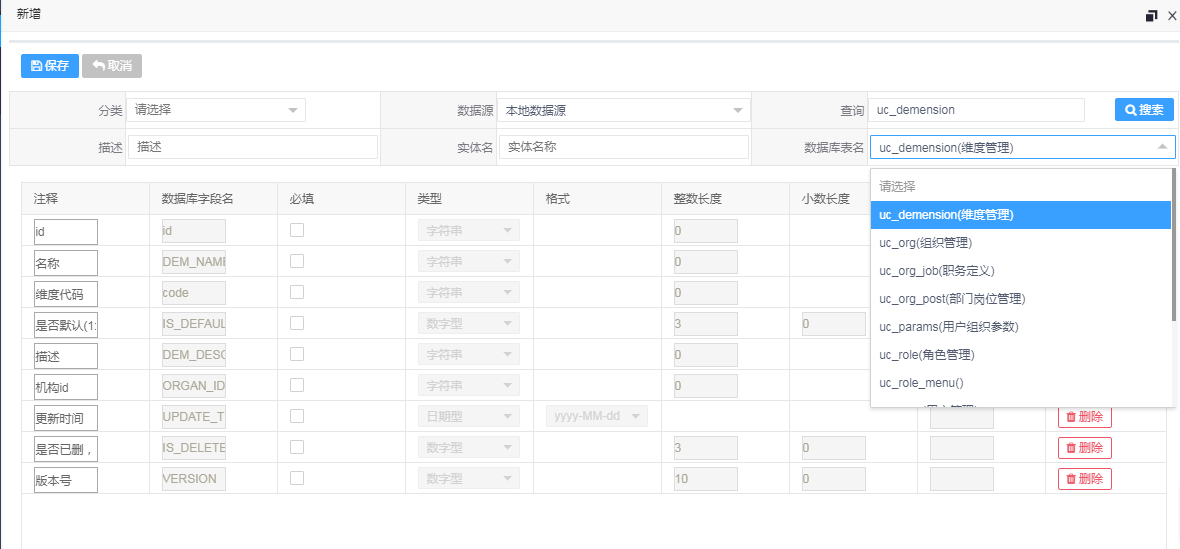 新增
保存 取消
分类 请选择 数据源 本地数据源 查询 uc_demension 搜索
描述 描述 实体名 实体名称 数据库表名 uc_demension(维度管理)
请选择
uc_demension(维度管理)
uc_org(组织管理)
uc_org_job(职务定义)
uc_org_post(部门岗位管理)
uc_params(用户组织参数)
uc_role(角色管理)
uc_role_menu()
注释 数据库字段名 必填 类型 格式 整数长度 小数长度
id id 字符串 0
名称 DEM_NAME 字符串 0
维度代码 code 字符串 0
是否默认(1: IS_DEFAUL 数字型 3 0
描述 DEM_DESC 字符串 0
机构id ORGAN_ID 字符串 0
更新时间 UPDATE_T 日期型 yyyy-MM-dd 删除
是否已删， IS_DELETE 数字型 3 0 删除
版本号 VERSION 数字型 10 0 删除